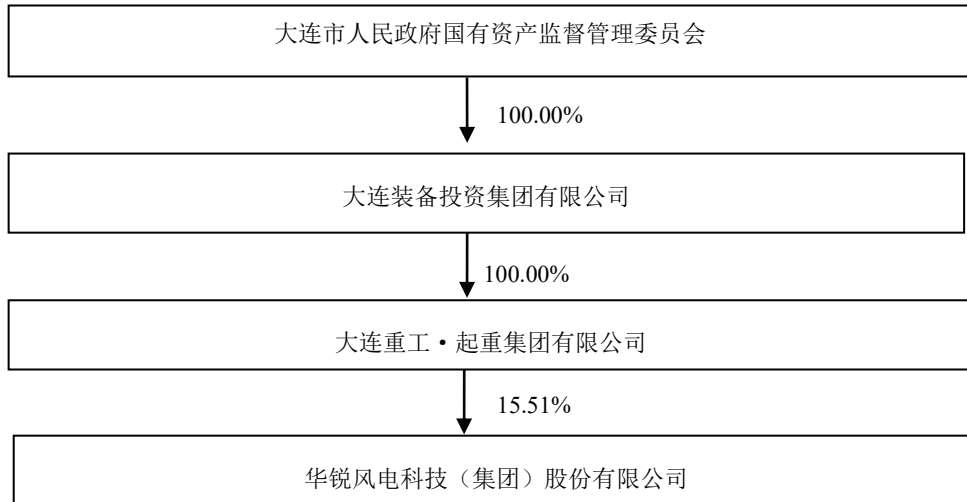 大连市人民政府国有资产监督管理委员会
100.00%
大连装备投资集团有限公司
100.00%
大连重工·起重集团有限公司
15.51%
华锐风电科技（集团）股份有限公司